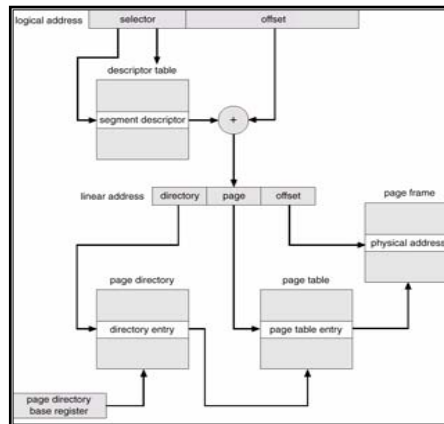 logical address
selector
offset
descriptor table
segment descriptor
+
linear address
directory
page
offset
page frame
physical address
page directory
page table
directory entry
page table entry
page directory
base register